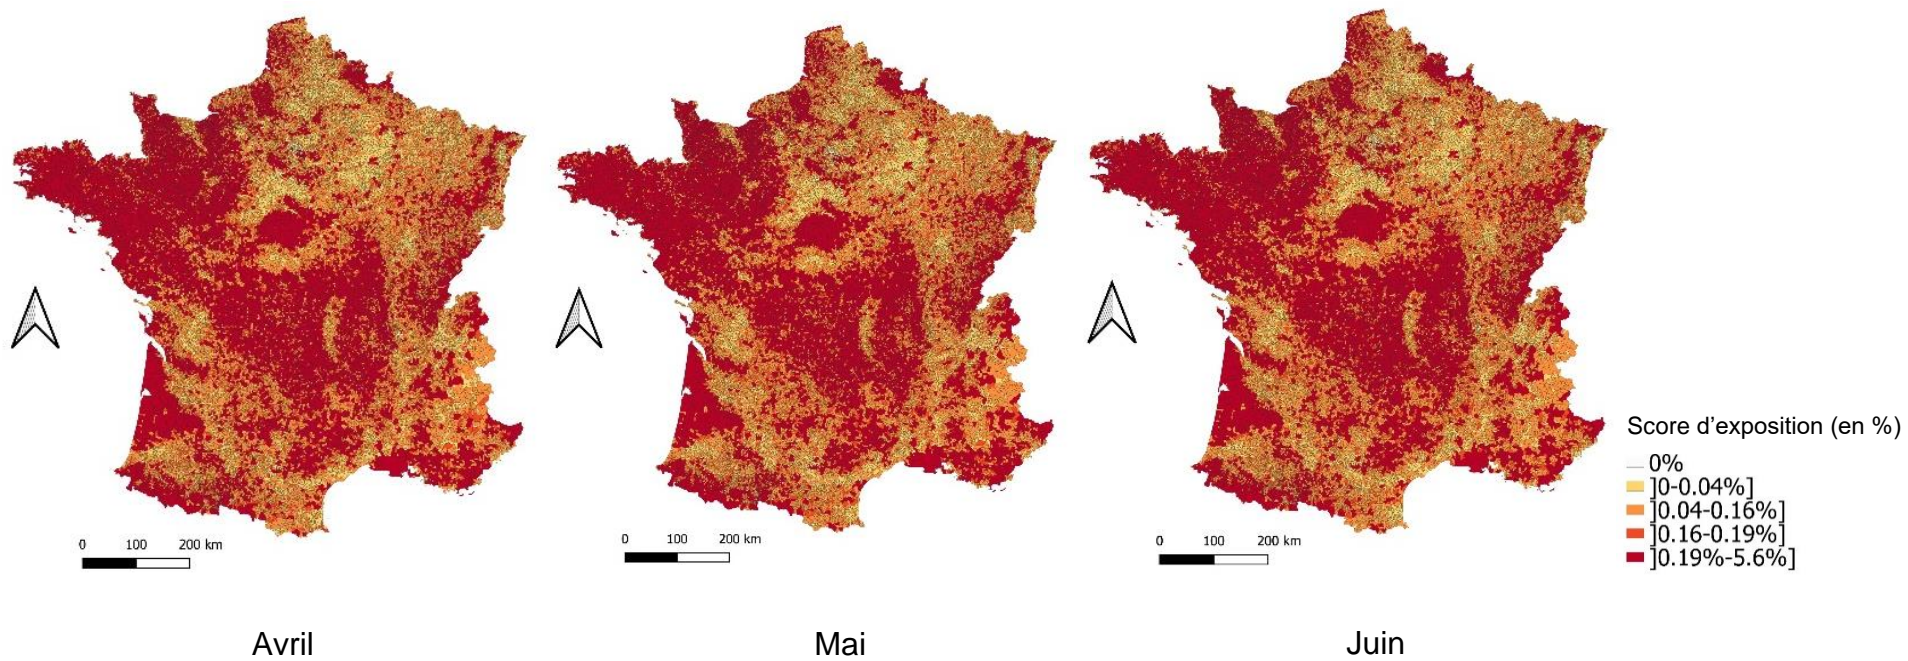 Score d'exposition (en %)
0%
]0-0.04%]
]0.04-0.16%]
]0.16-0.19%]
]0.19%-5.6%]
0 100 200 km
0 100 200 km
0 100 200 km
Avril
Mai
Juin